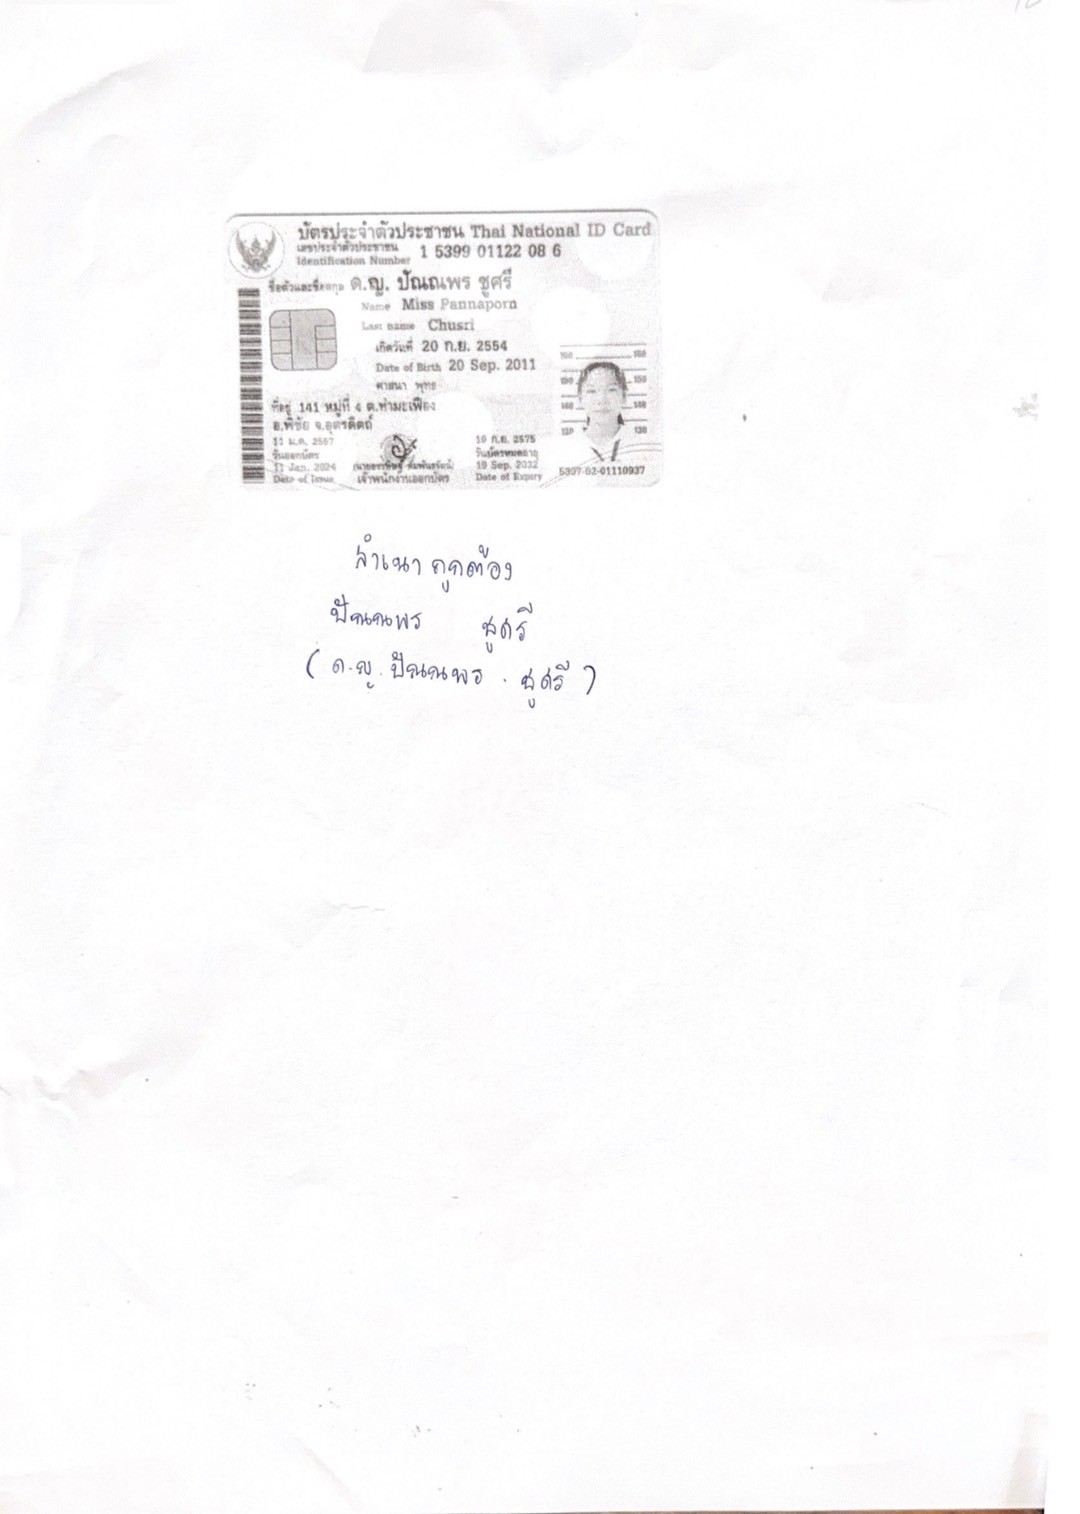 บัตรประจำตัวประชาชน Thai National ID Card
เลขประจำตัวประชาชน
Identification Number 1 5399 01122 08 6
ชื่อตัวและชื่อสกุล ด.ญ. ปัณณพร ชูศรี
Name Miss Pannaporn
Last name Chusri
เกิดวันที่ 20 ก.ย. 2554
Date of Birth 20 Sep. 2011
ศาสนา พุทธ
ที่อยู่ 141 หมู่ที่ 4 ต.ท่ามะเฟือง
อ.พิชัย จ.อุตรดิตถ์
11 ม.ค. 2567
วันออกบัตร
11 Jan. 2024
Date of Issue
เจ้าพนักงานออกบัตร
19 ก.ย. 2575
วันบัตรหมดอายุ
19 Sep. 2032
Date of Expiry
5397-02-01110937
สำเนาถูกต้อง
ปัณณพร ชูศรี
(ด.ญ. ปัณณพร ชูศรี)